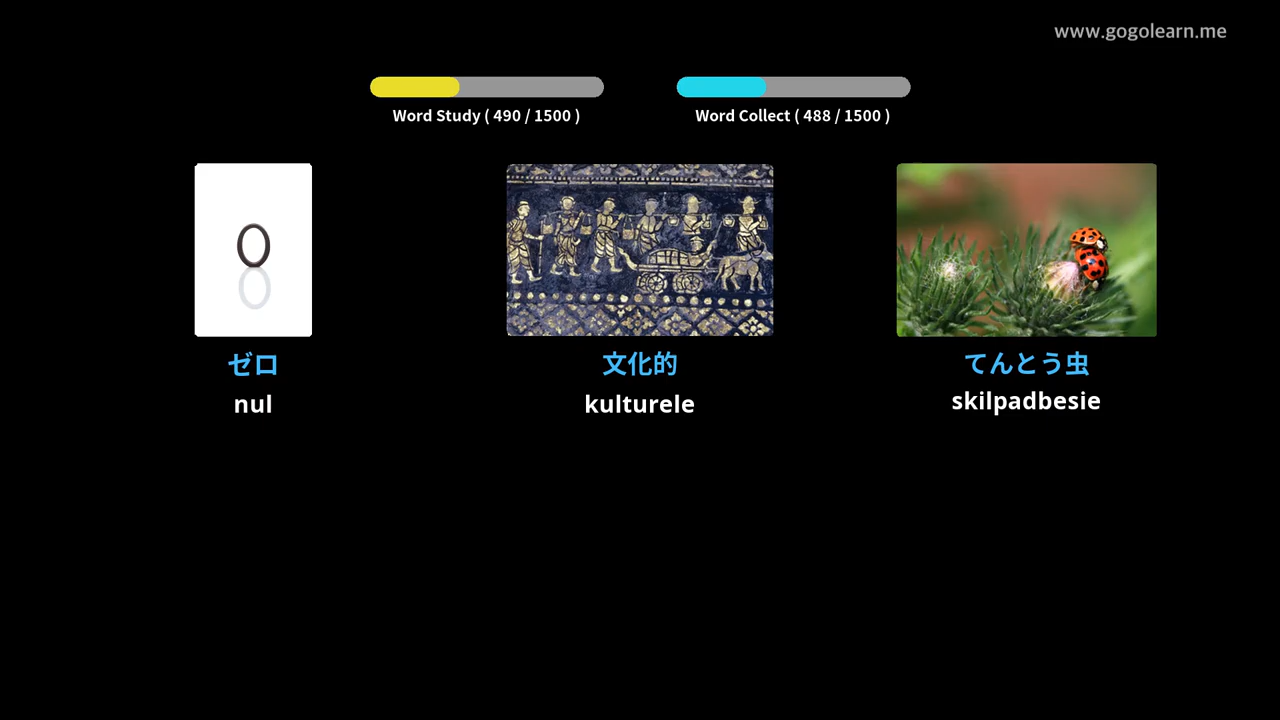 www.gogolearn.me
Word Study ( 490 / 1500 )
Word Collect ( 488 / 1500 )
0
ゼロ
nul
文化的
kulturele
てんとう虫
skilpadbesie